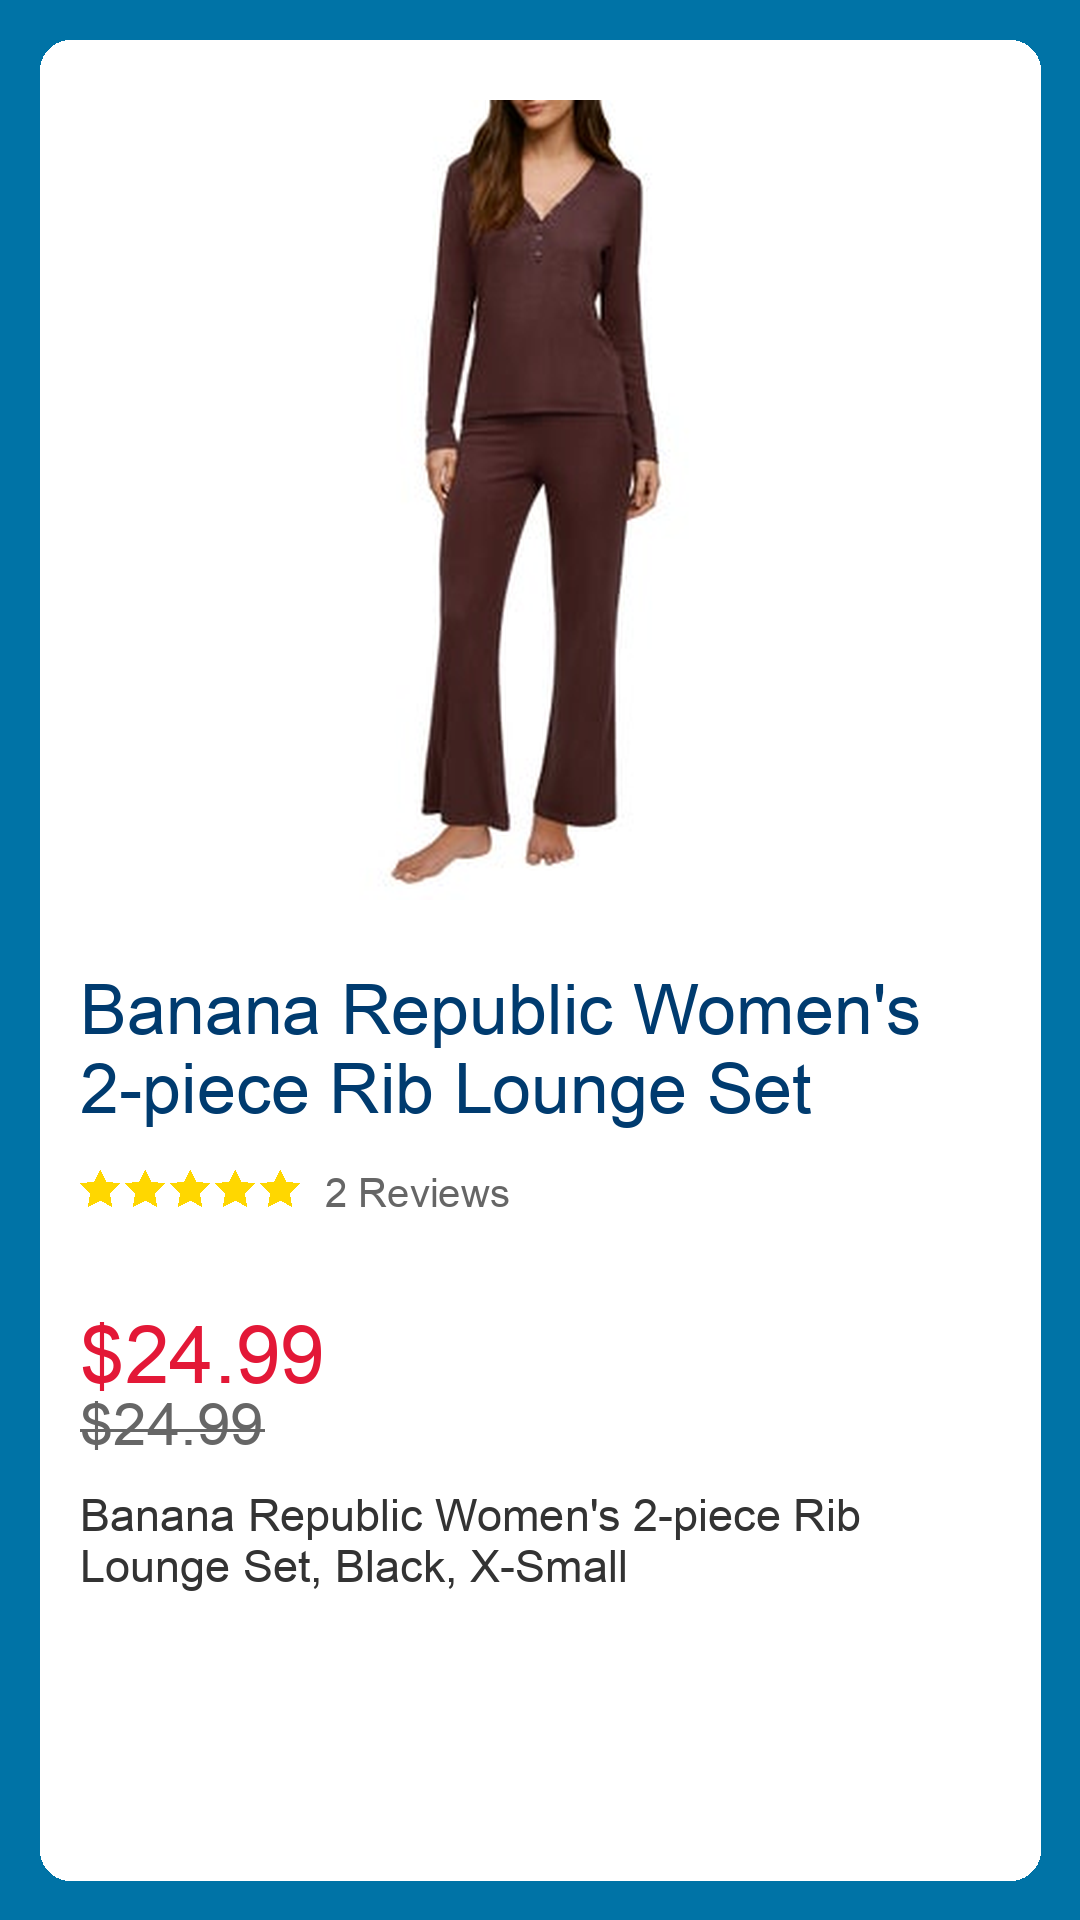 Banana Republic Women's
2-piece Rib Lounge Set
2 Reviews
$24.99
$24.99
Banana Republic Women's 2-piece Rib
Lounge Set, Black, X-Small